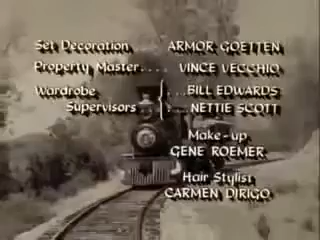 Set Decoration ARMOR GOETTEN
Property Master.... VINCE VECCHIO
Wardrobe ...BILL EDWARDS
Supervisors ....NETTIE SCOTT
Make-up
GENE ROEMER
Hair Stylist
CARMEN DIRIGO